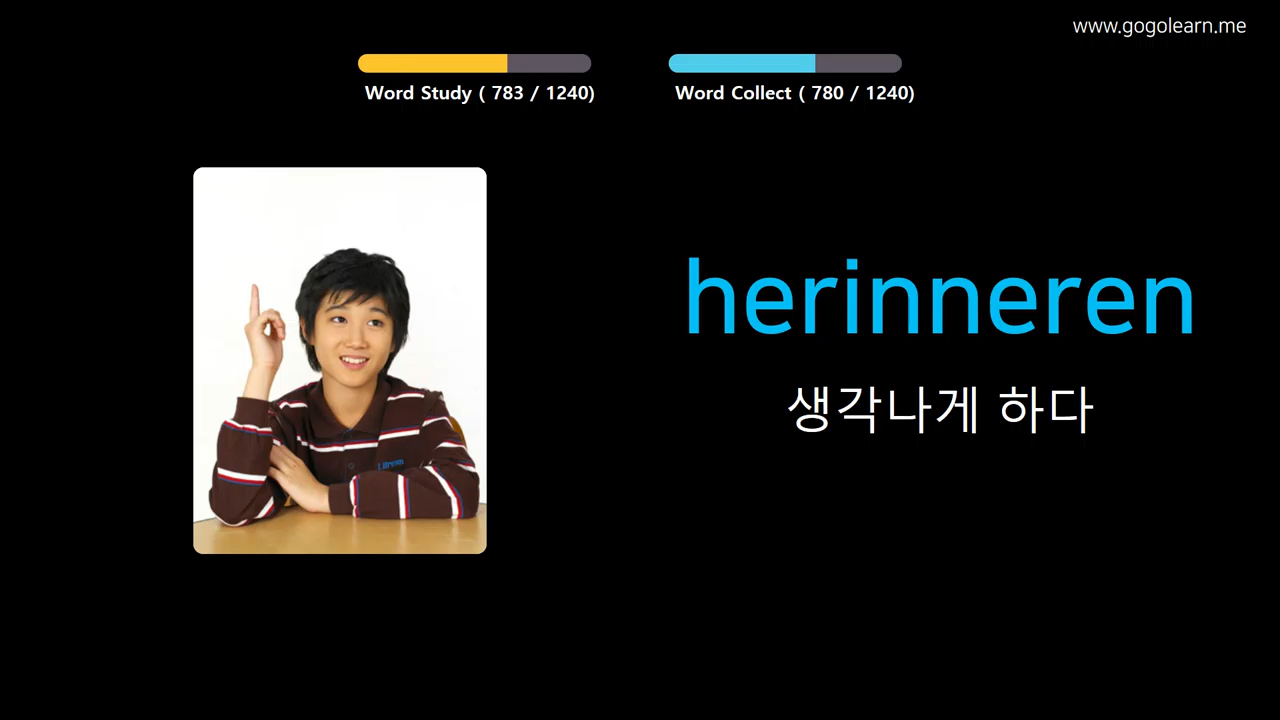 www.gogolearn.me
Word Study ( 783 / 1240)
Word Collect ( 780 / 1240)
herinneren
생각나게 하다